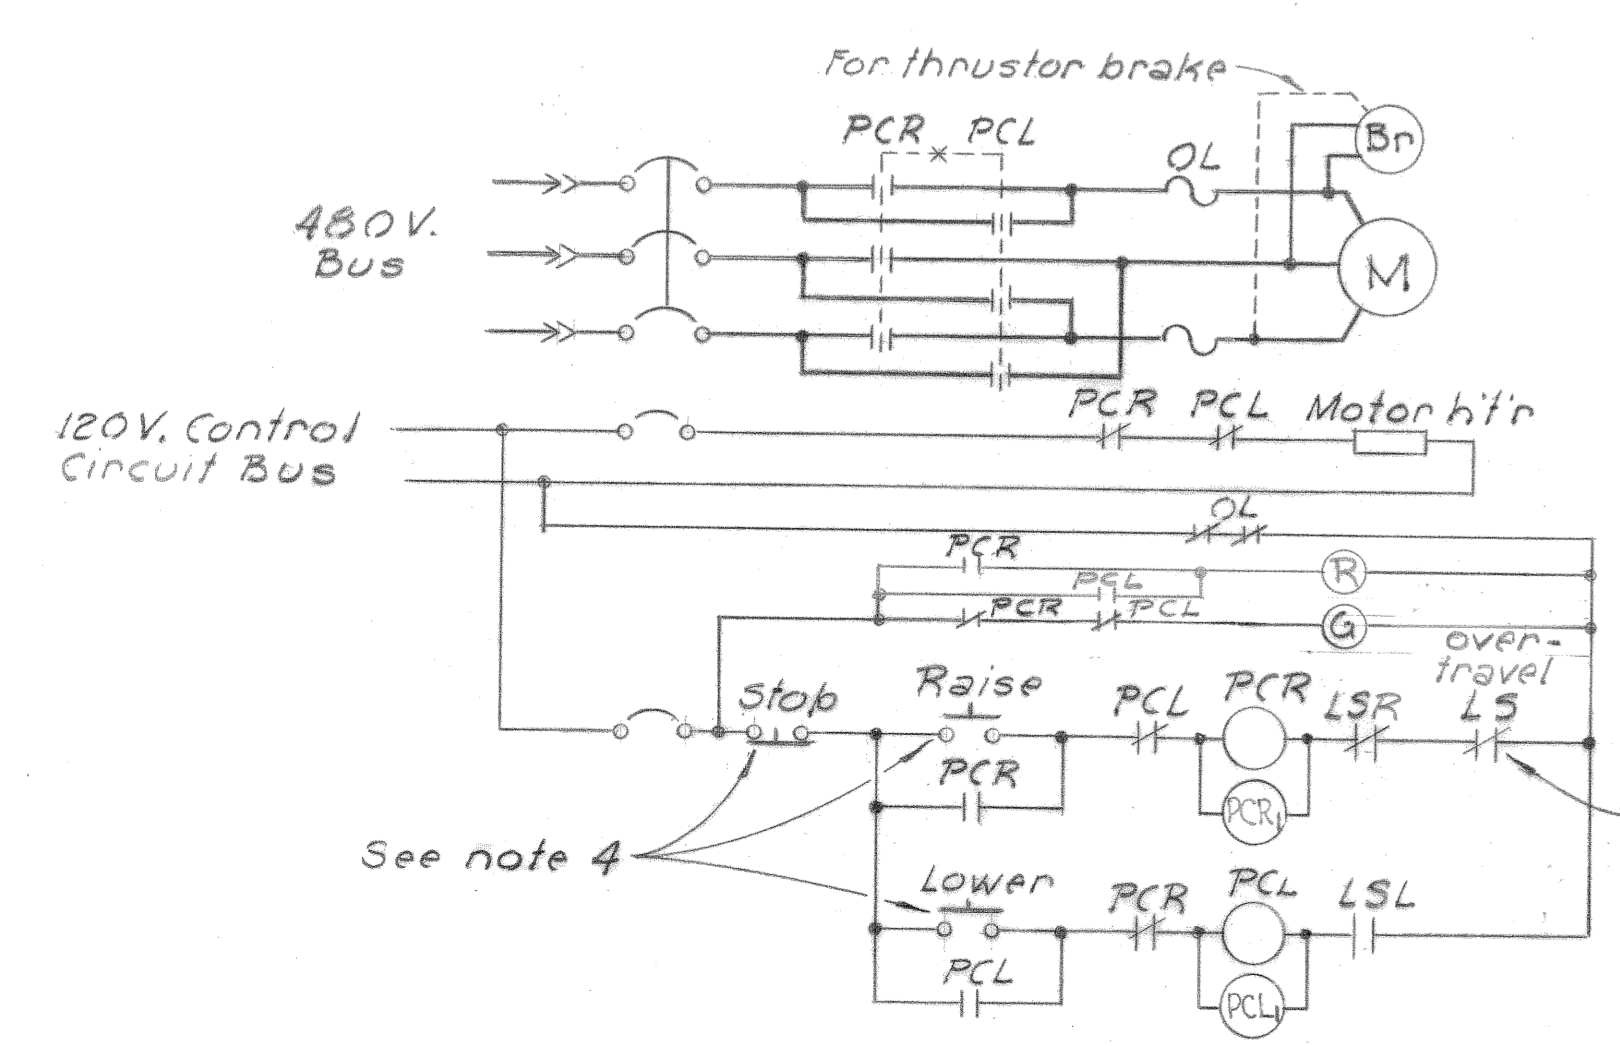 For thrustor brake
PCR PCL
OL
Br
480V.
Bus
M
120V. Control
Circuit Bus
PCR PCL Motor h't'r
OL
PCR
R
PCL
PCR PCL
G
over-
travel
Stop
Raise
PCL
PCR
LSR
LS
PCR
PCR1
See note 4
Lower
PCR
PCL
LSL
PCL
PCL1